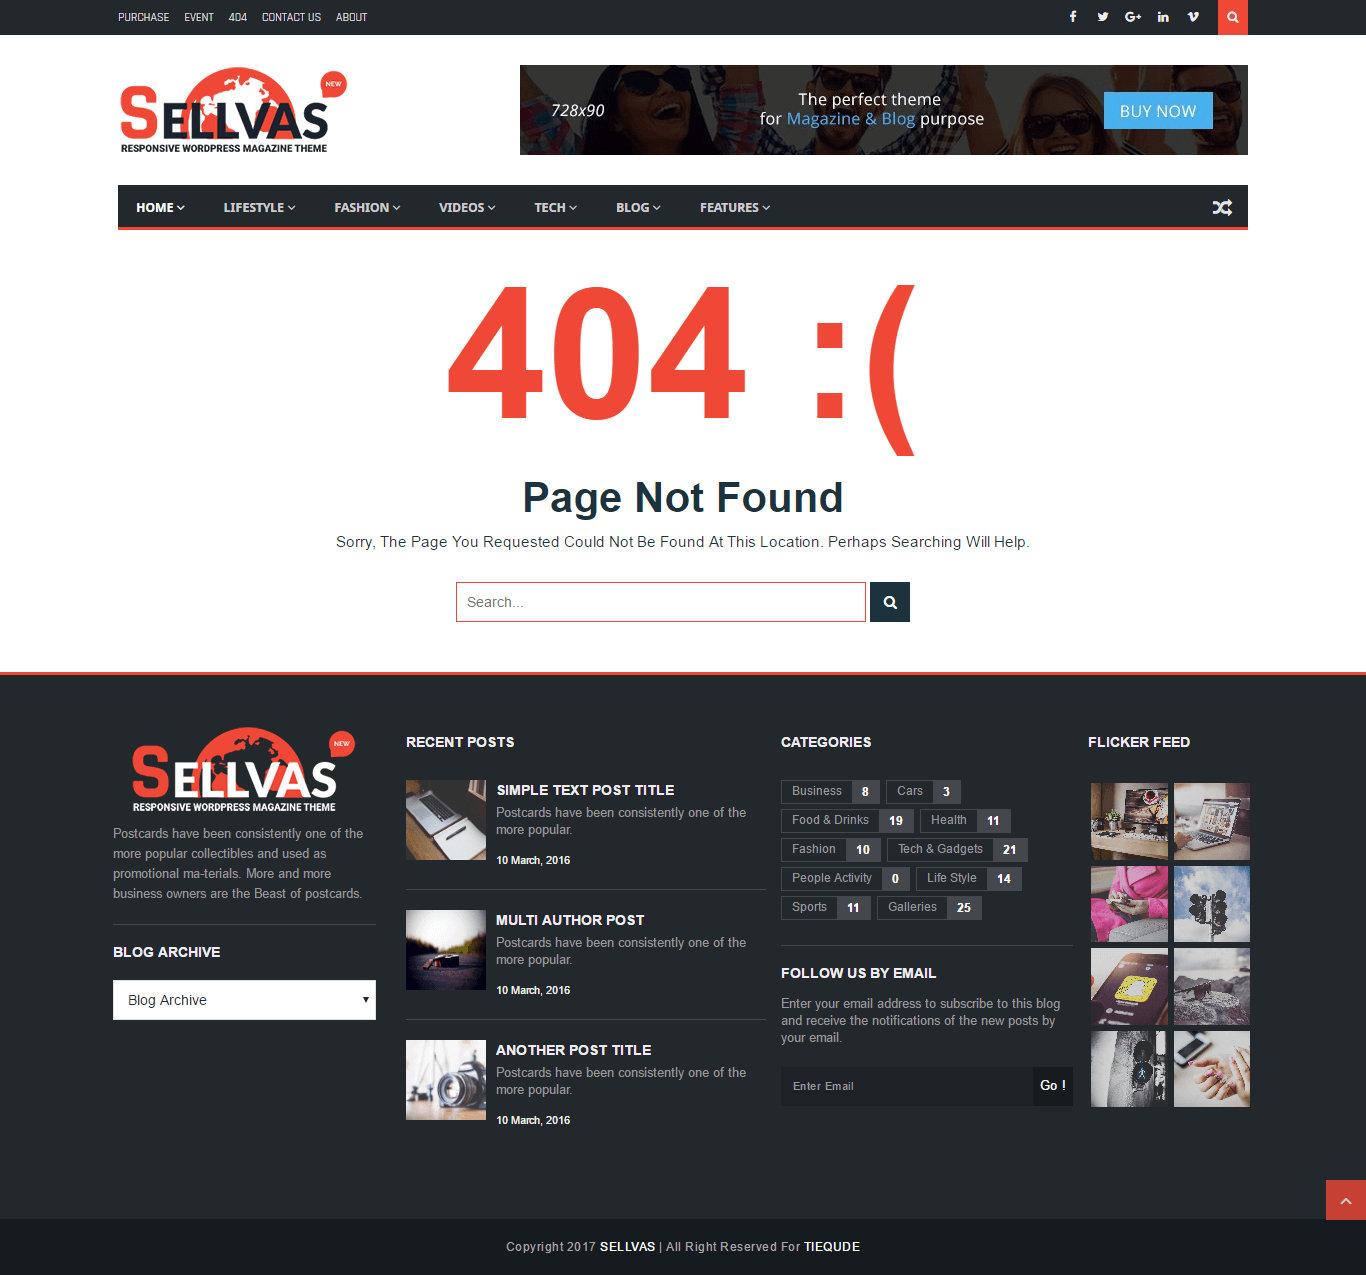 PURCHASE EVENT 404 CONTACT US ABOUT
SELLVAS NEW
RESPONSIVE WORDPRESS MAGAZINE THEME
728x90
The perfect theme
for Magazine & Blog purpose
BUY NOW
HOME LIFESTYLE FASHION VIDEOS TECH BLOG FEATURES
404 :(
Page Not Found
Sorry, The Page You Requested Could Not Be Found At This Location. Perhaps Searching Will Help.
Search...
SELLVAS NEW
RESPONSIVE WORDPRESS MAGAZINE THEME
Postcards have been consistently one of the
more popular collectibles and used as
promotional ma-terials. More and more
business owners are the Beast of postcards.
BLOG ARCHIVE
Blog Archive
RECENT POSTS
SIMPLE TEXT POST TITLE
Postcards have been consistently one of the
more popular.
10 March, 2016
MULTI AUTHOR POST
Postcards have been consistently one of the
more popular.
10 March, 2016
ANOTHER POST TITLE
Postcards have been consistently one of the
more popular.
10 March, 2016
CATEGORIES
Business 8 Cars 3
Food & Drinks 19 Health 11
Fashion 10 Tech & Gadgets 21
People Activity 0 Life Style 14
Sports 11 Galleries 25
FOLLOW US BY EMAIL
Enter your email address to subscribe to this blog
and receive the notifications of the new posts by
your email.
Enter Email Go !
FLICKER FEED
Copyright 2017 SELLVAS | All Right Reserved For TIEQUDE